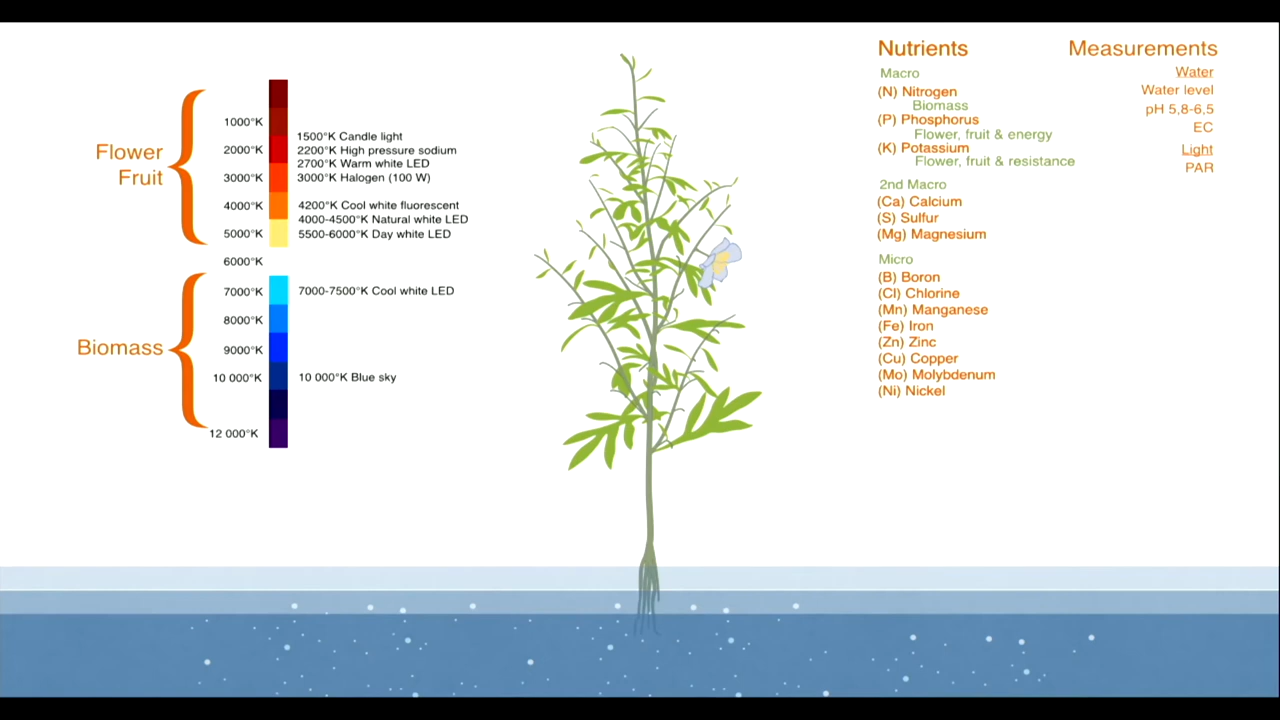 Flower
Fruit
Biomass
1000°K
2000°K
3000°K
4000°K
5000°K
6000°K
7000°K
8000°K
9000°K
10 000°K
12 000°K
1500°K Candle light
2200°K High pressure sodium
2700°K Warm white LED
3000°K Halogen (100 W)
4200°K Cool white fluorescent
4000-4500°K Natural white LED
5500-6000°K Day white LED
7000-7500°K Cool white LED
10 000°K Blue sky
Nutrients
Macro
(N) Nitrogen
Biomass
(P) Phosphorus
Flower, fruit & energy
(K) Potassium
Flower, fruit & resistance
2nd Macro
(Ca) Calcium
(S) Sulfur
(Mg) Magnesium
Micro
(B) Boron
(Cl) Chlorine
(Mn) Manganese
(Fe) Iron
(Zn) Zinc
(Cu) Copper
(Mo) Molybdenum
(Ni) Nickel
Measurements
Water
Water level
pH 5,8-6,5
EC
Light
PAR